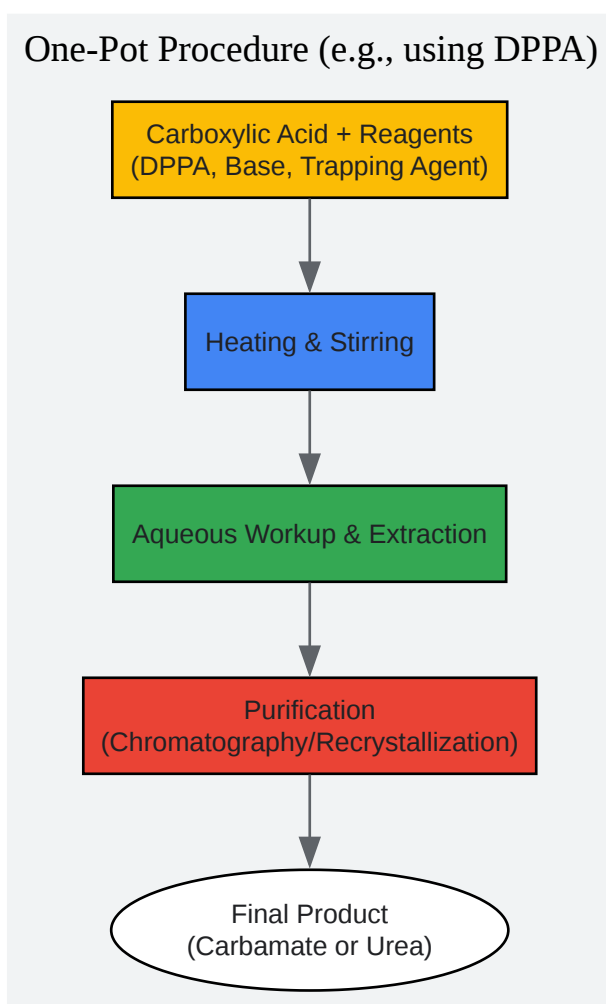 One-Pot Procedure (e.g., using DPPA)
Carboxylic Acid + Reagents
(DPPA, Base, Trapping Agent)
Heating & Stirring
Aqueous Workup & Extraction
Purification
(Chromatography/Recrystallization)
Final Product
(Carbamate or Urea)